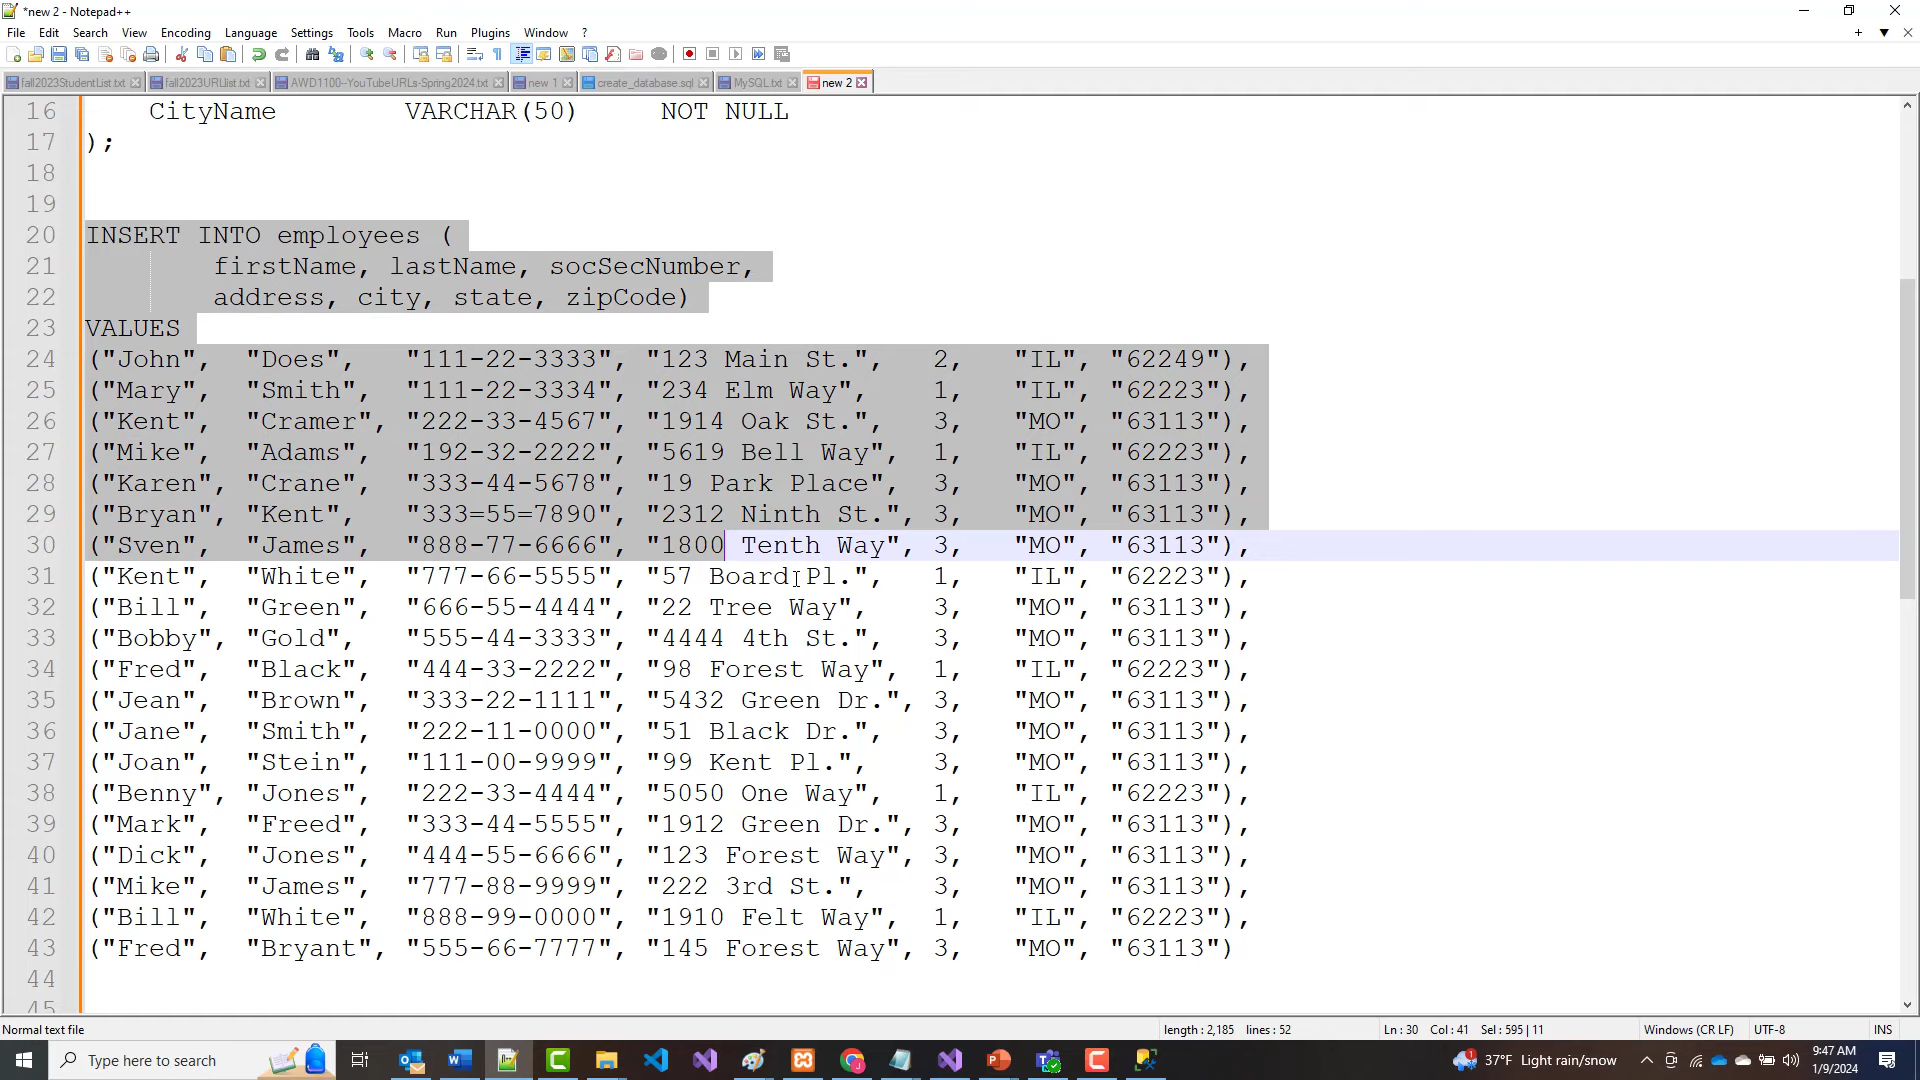 *new 2 - Notepad++
File Edit Search View Encoding Language Settings Tools Macro Run Plugins Window ?
fall2023StudentList.txt fall2023URLlist.txt AWD1100--YouTubeURLs-Spring2024.txt new 1 create_database.sql MySQL.txt new 2
16 CityName VARCHAR(50) NOT NULL
17 );
18
19
20 INSERT INTO employees (
21 firstName, lastName, socSecNumber,
22 address, city, state, zipCode)
23 VALUES
24 ("John", "Does", "111-22-3333", "123 Main St.", 2, "IL", "62249"),
25 ("Mary", "Smith", "111-22-3334", "234 Elm Way", 1, "IL", "62223"),
26 ("Kent", "Cramer", "222-33-4567", "1914 Oak St.", 3, "MO", "63113"),
27 ("Mike", "Adams", "192-32-2222", "5619 Bell Way", 1, "IL", "62223"),
28 ("Karen", "Crane", "333-44-5678", "19 Park Place", 3, "MO", "63113"),
29 ("Bryan", "Kent", "333=55=7890", "2312 Ninth St.", 3, "MO", "63113"),
30 ("Sven", "James", "888-77-6666", "1800 Tenth Way", 3, "MO", "63113"),
31 ("Kent", "White", "777-66-5555", "57 Board Pl.", 1, "IL", "62223"),
32 ("Bill", "Green", "666-55-4444", "22 Tree Way", 3, "MO", "63113"),
33 ("Bobby", "Gold", "555-44-3333", "4444 4th St.", 3, "MO", "63113"),
34 ("Fred", "Black", "444-33-2222", "98 Forest Way", 1, "IL", "62223"),
35 ("Jean", "Brown", "333-22-1111", "5432 Green Dr.", 3, "MO", "63113"),
36 ("Jane", "Smith", "222-11-0000", "51 Black Dr.", 3, "MO", "63113"),
37 ("Joan", "Stein", "111-00-9999", "99 Kent Pl.", 3, "MO", "63113"),
38 ("Benny", "Jones", "222-33-4444", "5050 One Way", 1, "IL", "62223"),
39 ("Mark", "Freed", "333-44-5555", "1912 Green Dr.", 3, "MO", "63113"),
40 ("Dick", "Jones", "444-55-6666", "123 Forest Way", 3, "MO", "63113"),
41 ("Mike", "James", "777-88-9999", "222 3rd St.", 3, "MO", "63113"),
42 ("Bill", "White", "888-99-0000", "1910 Felt Way", 1, "IL", "62223"),
43 ("Fred", "Bryant", "555-66-7777", "145 Forest Way", 3, "MO", "63113")
44
45
Normal text file length : 2,185 lines : 52 Ln : 30 Col : 41 Sel : 595 | 11 Windows (CR LF) UTF-8 INS
Type here to search 37°F Light rain/snow 9:47 AM
1/9/2024